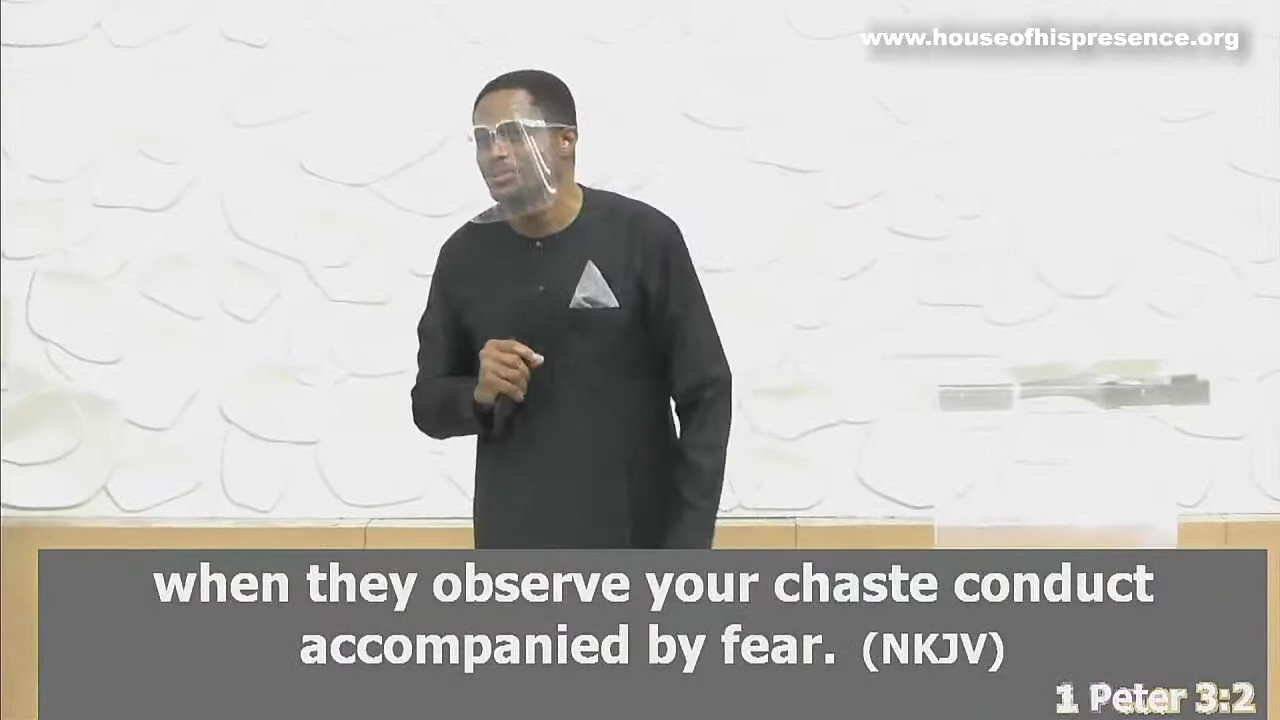 www.houseofhispresence.org
when they observe your chaste conduct
accompanied by fear. (NKJV)
1 Peter 3:2